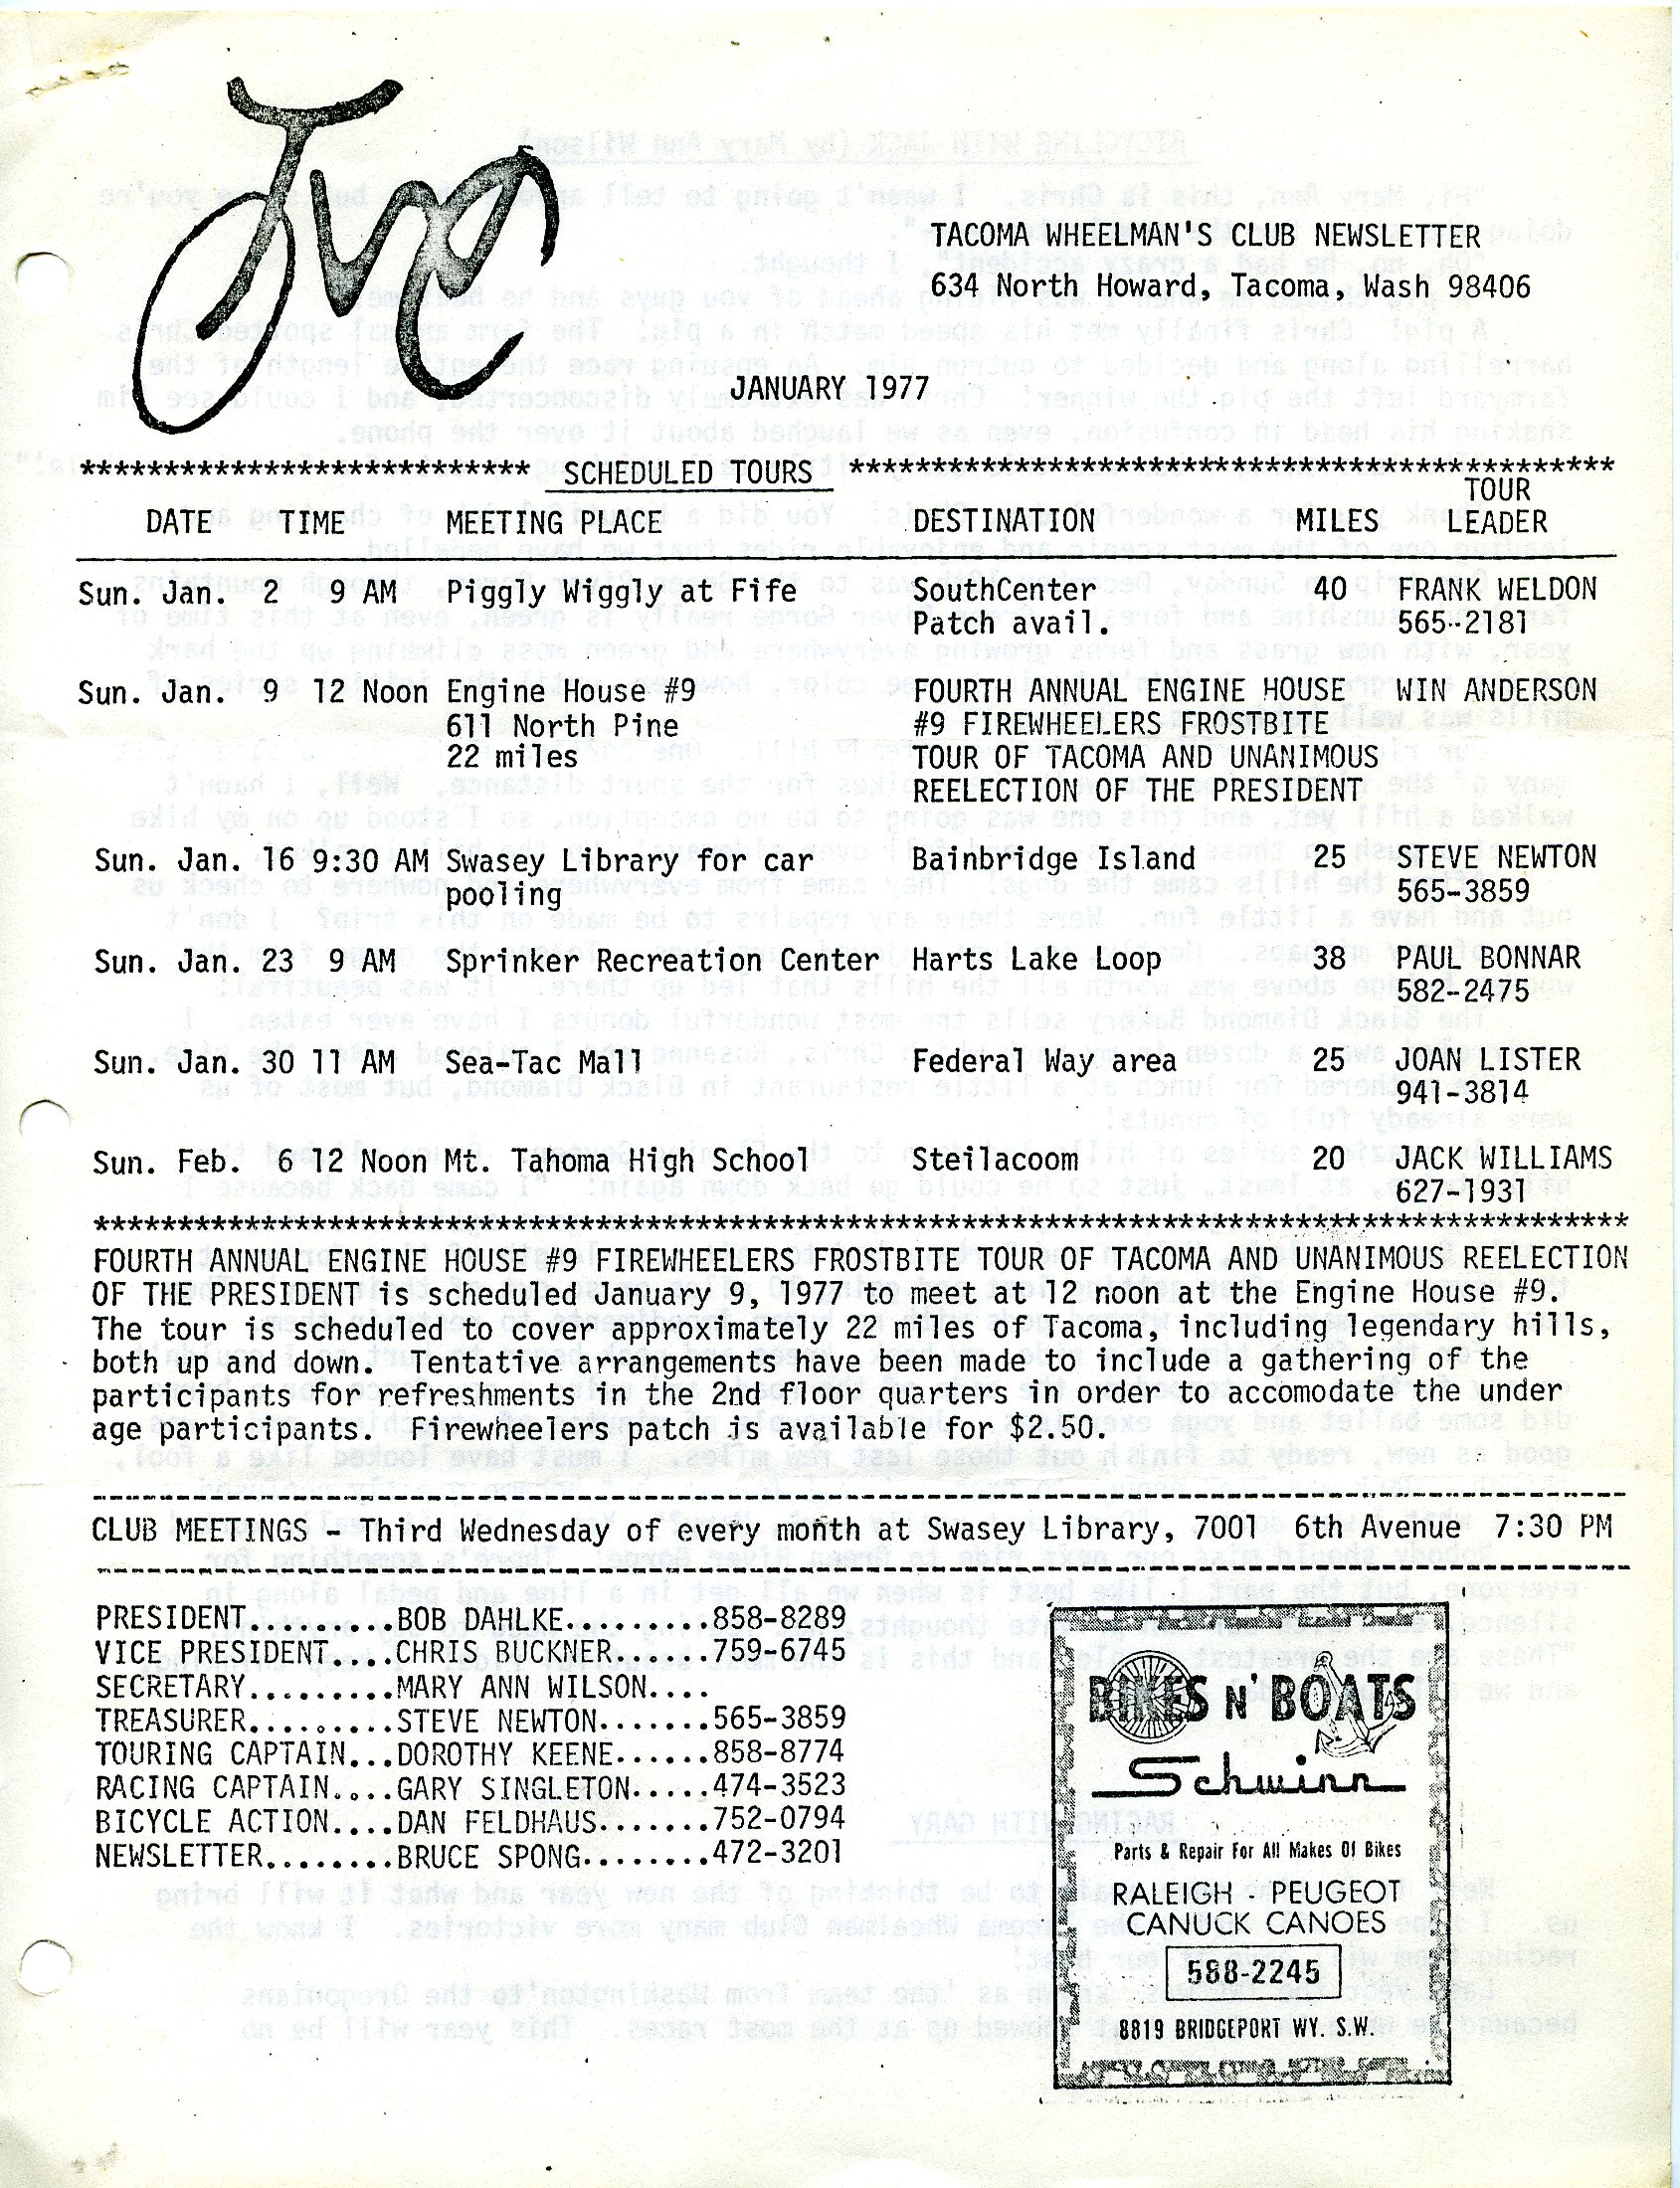 TWC
TACOMA WHEELMAN'S CLUB NEWSLETTER
634 North Howard, Tacoma, Wash 98406
JANUARY 1977
*************************** SCHEDULED TOURS **********************************************
TOUR
DATE TIME MEETING PLACE DESTINATION MILES LEADER
Sun. Jan. 2 9 AM Piggly Wiggly at Fife SouthCenter 40 FRANK WELDON
Patch avail. 565-2181
Sun. Jan. 9 12 Noon Engine House #9 FOURTH ANNUAL ENGINE HOUSE WIN ANDERSON
611 North Pine #9 FIREWHEELERS FROSTBITE
22 miles TOUR OF TACOMA AND UNANIMOUS
REELECTION OF THE PRESIDENT
Sun. Jan. 16 9:30 AM Swasey Library for car Bainbridge Island 25 STEVE NEWTON
pooling 565-3859
Sun. Jan. 23 9 AM Sprinker Recreation Center Harts Lake Loop 38 PAUL BONNAR
582-2475
Sun. Jan. 30 11 AM Sea-Tac Mall Federal Way area 25 JOAN LISTER
941-3814
Sun. Feb. 6 12 Noon Mt. Tahoma High School Steilacoom 20 JACK WILLIAMS
627-1931
********************************************************************************************
FOURTH ANNUAL ENGINE HOUSE #9 FIREWHEELERS FROSTBITE TOUR OF TACOMA AND UNANIMOUS REELECTION
OF THE PRESIDENT is scheduled January 9, 1977 to meet at 12 noon at the Engine House #9.
The tour is scheduled to cover approximately 22 miles of Tacoma, including legendary hills,
both up and down. Tentative arrangements have been made to include a gathering of the
participants for refreshments in the 2nd floor quarters in order to accomodate the under
age participants. Firewheelers patch is available for $2.50.
CLUB MEETINGS - Third Wednesday of every month at Swasey Library, 7001 6th Avenue 7:30 PM
PRESIDENT.........BOB DAHLKE.........858-8289
VICE PRESIDENT....CHRIS BUCKNER......759-6745
SECRETARY.........MARY ANN WILSON....
TREASURER.........STEVE NEWTON.......565-3859
TOURING CAPTAIN...DOROTHY KEENE......858-8774
RACING CAPTAIN....GARY SINGLETON.....474-3523
BICYCLE ACTION....DAN FELDHAUS.......752-0794
NEWSLETTER........BRUCE SPONG........472-3201
BIKES N' BOATS
Schwinn
Parts & Repair For All Makes Of Bikes
RALEIGH - PEUGEOT
CANUCK CANOES
588-2245
8819 BRIDGEPORT WY. S.W.